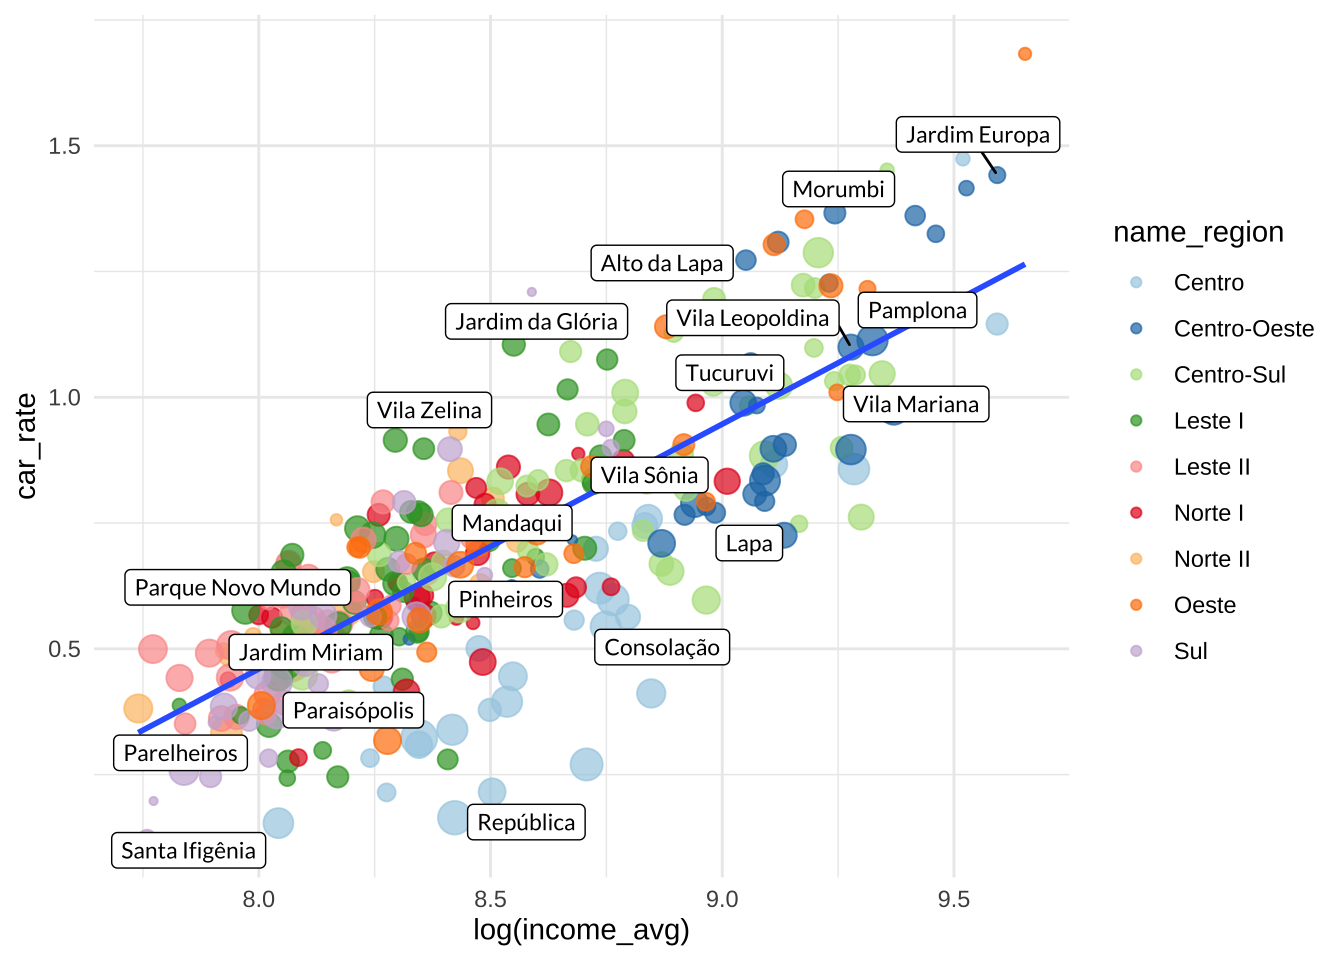 1.5
1.0
0.5
car_rate
Jardim Europa
Morumbi
Alto da Lapa
Jardim da Glória
Vila Leopoldina
Pamplona
Tucuruvi
Vila Zelina
Vila Mariana
Vila Sônia
Mandaqui
Lapa
Parque Novo Mundo
Pinheiros
Jardim Miriam
Consolação
Paraisópolis
Parelheiros
República
Santa Ifigênia
8.0
8.5
9.0
9.5
log(income_avg)
name_region
Centro
Centro-Oeste
Centro-Sul
Leste I
Leste II
Norte I
Norte II
Oeste
Sul